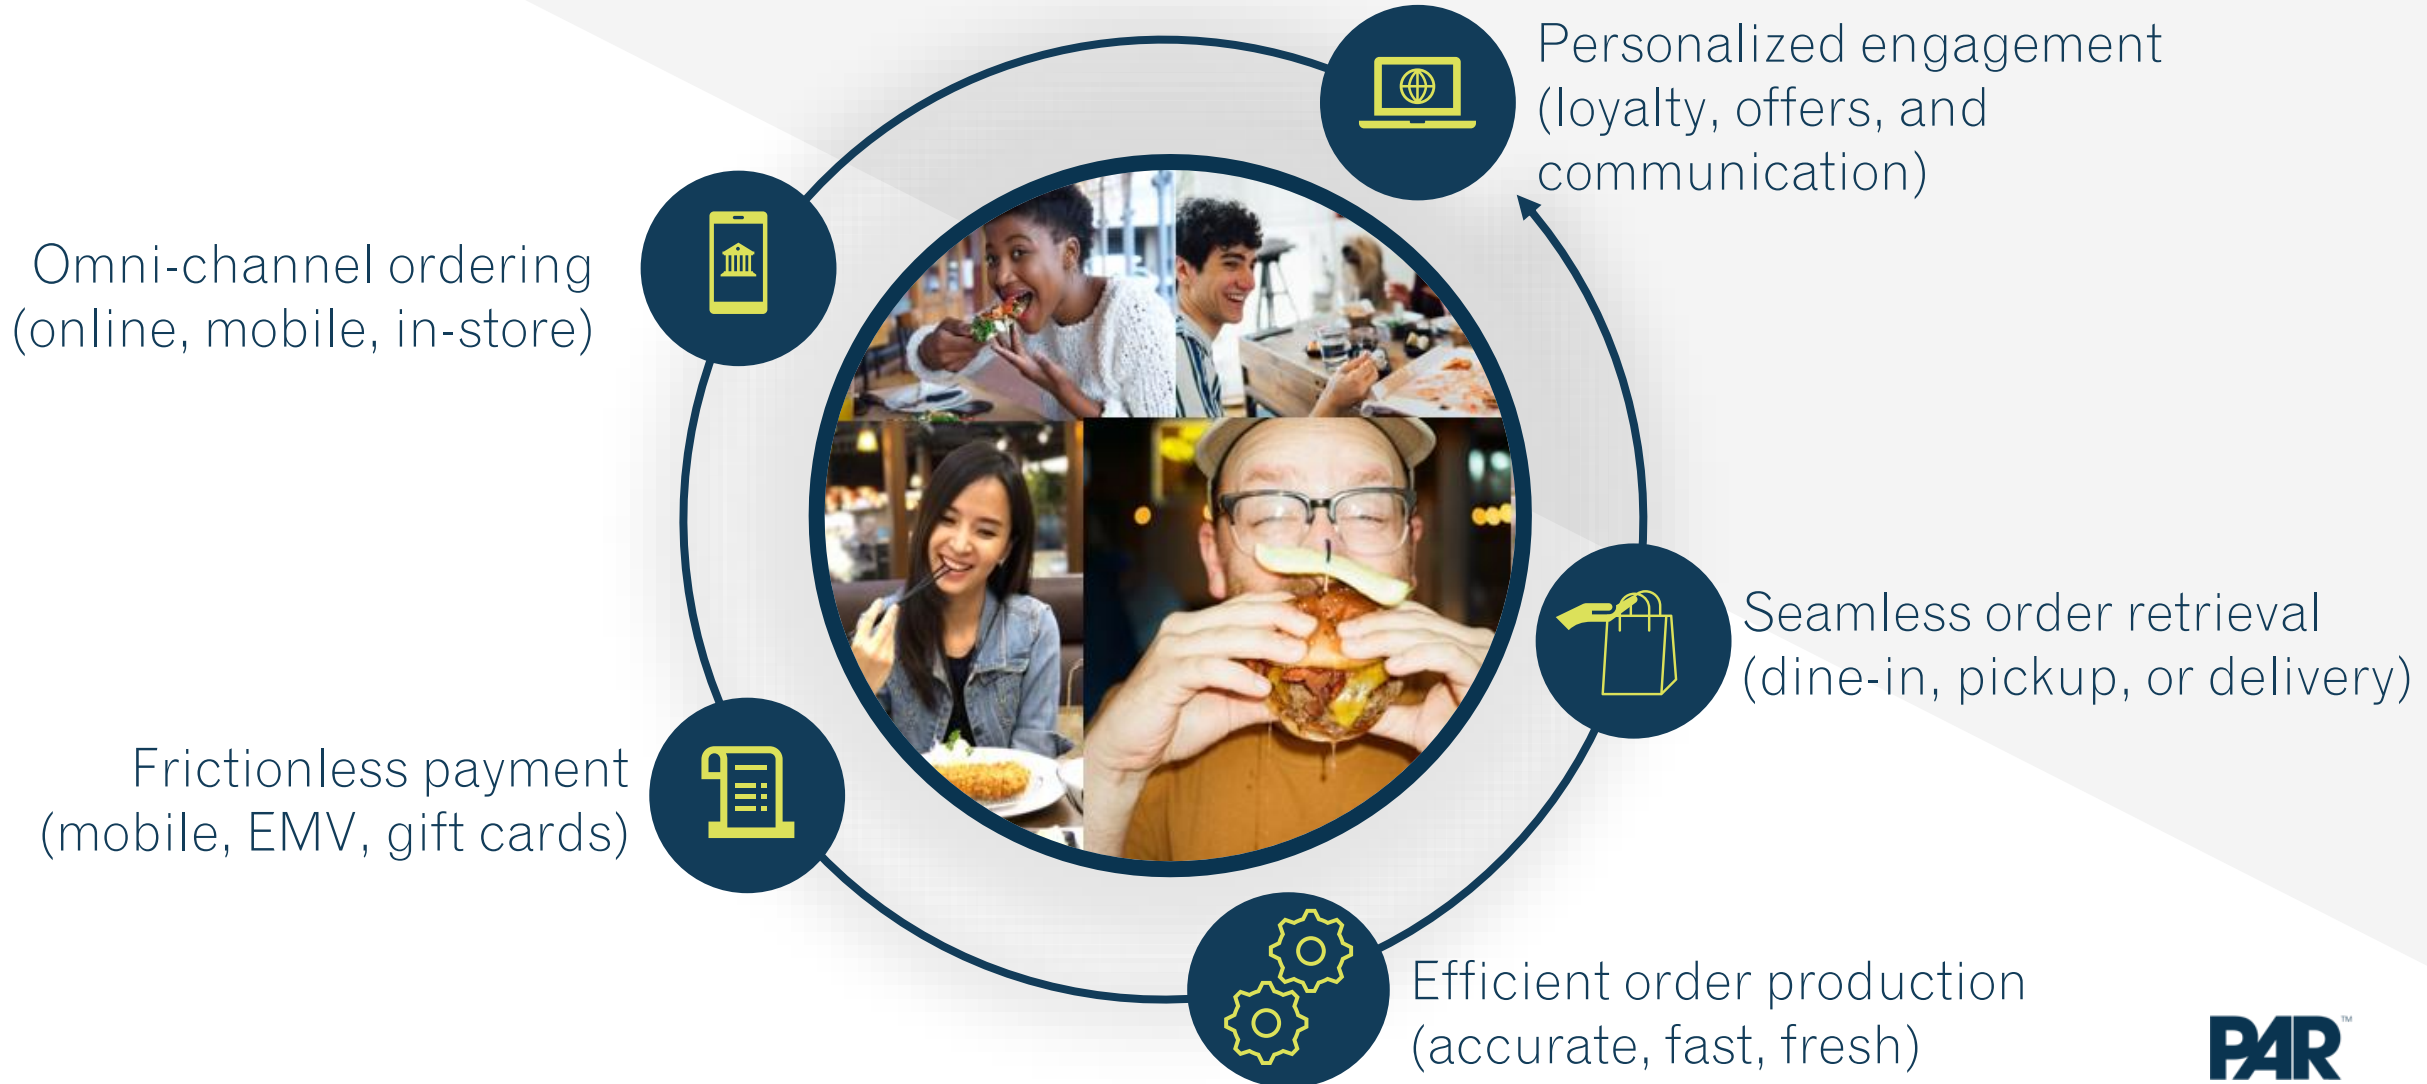 Personalized engagement
(loyalty, offers, and
communication)
Omni-channel ordering
(online, mobile, in-store)
Frictionless payment
(mobile, EMV, gift cards)
Efficient order production
(accurate, fast, fresh)
Seamless order retrieval
(dine-in, pickup, or delivery)
PAR™